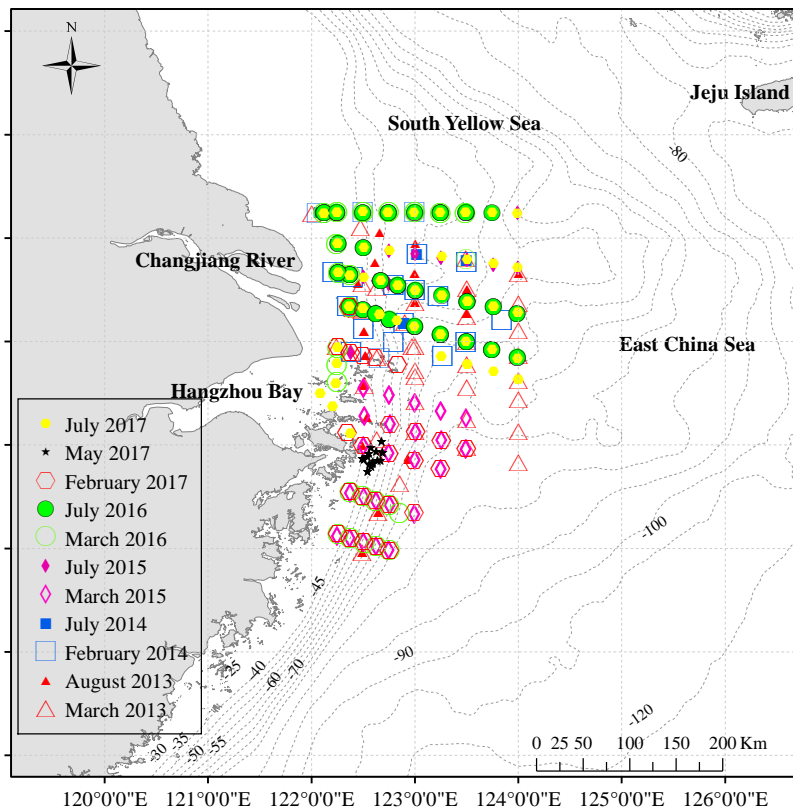 N
Jeju Island
South Yellow Sea
-80
Changjiang River
East China Sea
Hangzhou Bay
July 2017
May 2017
February 2017
July 2016
March 2016
July 2015
March 2015
July 2014
February 2014
August 2013
March 2013
-100
-45
-90
-25
-40
-60
-70
-120
-30
-35
-50
-55
0 25 50 100 150 200 Km
120°0'0"E 121°0'0"E 122°0'0"E 123°0'0"E 124°0'0"E 125°0'0"E 126°0'0"E